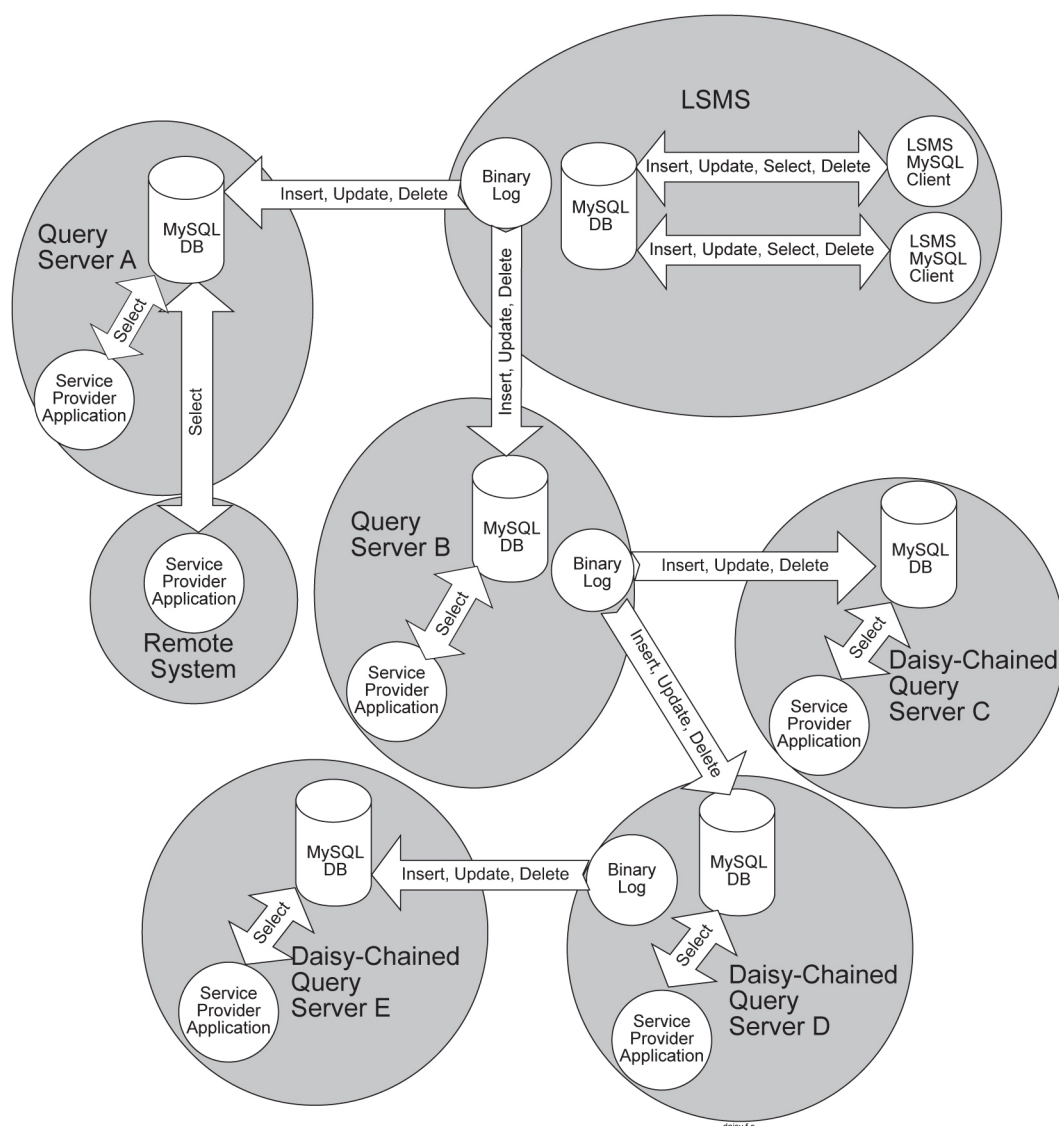 LSMS
Binary
Log
MySQL
DB
Insert, Update, Select, Delete
LSMS
MySQL
Client
Insert, Update, Select, Delete
LSMS
MySQL
Client
Insert, Update, Delete
MySQL
DB
Query
Server A
Select
Service
Provider
Application
Select
Service
Provider
Application
Remote
System
Insert, Update, Delete
MySQL
DB
Query
Server B
Select
Service
Provider
Application
Binary
Log
Insert, Update, Delete
MySQL
DB
Select
Daisy-Chained
Query
Server C
Service
Provider
Application
Insert, Update, Delete
MySQL
DB
Binary
Log
Select
Daisy-Chained
Query
Server D
Service
Provider
Application
Insert, Update, Delete
MySQL
DB
Select
Daisy-Chained
Query
Server E
Service
Provider
Application